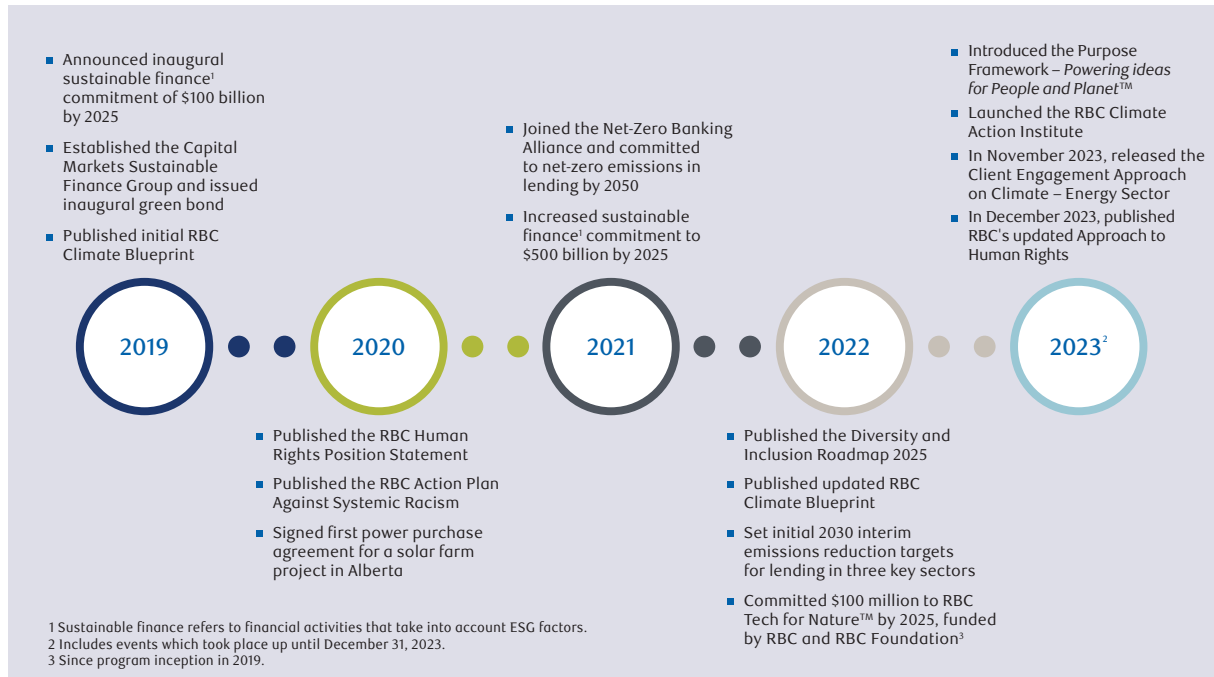 Announced inaugural
sustainable finance¹
commitment of $100 billion
by 2025
Established the Capital
Markets Sustainable
Finance Group and issued
inaugural green bond
Published initial RBC
Climate Blueprint
2019
Published the RBC Human
Rights Position Statement
Published the RBC Action Plan
Against Systemic Racism
Signed first power purchase
agreement for a solar farm
project in Alberta
2020
Joined the Net-Zero Banking
Alliance and committed
to net-zero emissions in
lending by 2050
Increased sustainable
finance¹ commitment to
$500 billion by 2025
2021
Published the Diversity and
Inclusion Roadmap 2025
Published updated RBC
Climate Blueprint
Set initial 2030 interim
emissions reduction targets
for lending in three key sectors
Committed $100 million to RBC
Tech for Nature™ by 2025, funded
by RBC and RBC Foundation³
2022
Introduced the Purpose
Framework – Powering ideas
for People and Planet™
Launched the RBC Climate
Action Institute
In November 2023, released the
Client Engagement Approach
on Climate – Energy Sector
In December 2023, published
RBC's updated Approach to
Human Rights
2023²
1 Sustainable finance refers to financial activities that take into account ESG factors.
2 Includes events which took place up until December 31, 2023.
3 Since program inception in 2019.